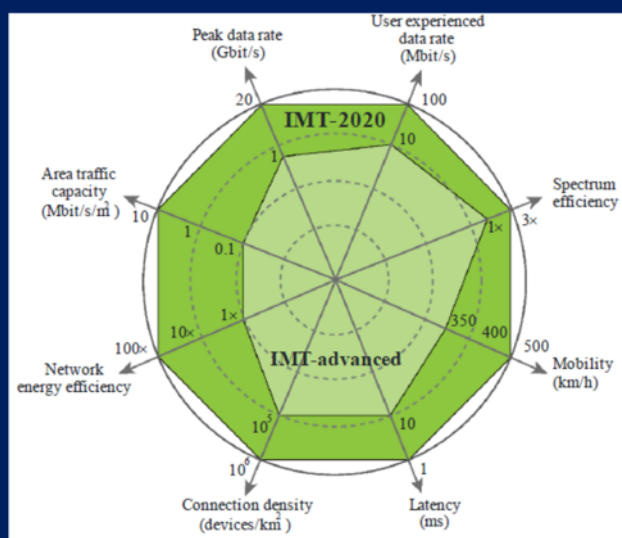 Peak data rate
(Gbit/s)
User experienced
data rate
(Mbit/s)
20
100
IMT-2020
1
10
Area traffic
capacity
(Mbit/s/m²)
Spectrum
efficiency
10
1
0.1
1×
3×
1×
10×
100×
350
400
500
Network
energy efficiency
IMT-advanced
Mobility
(km/h)
10⁵
10
10⁶
1
Connection density
(devices/km²)
Latency
(ms)